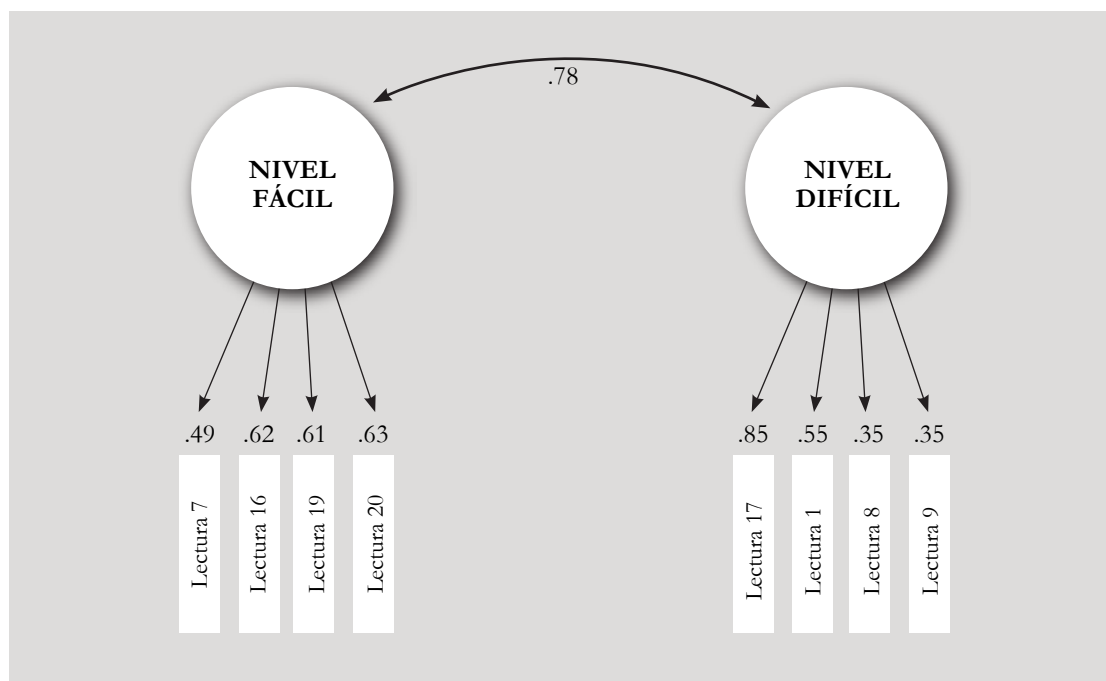 .78
NIVEL
FÁCIL
NIVEL
DIFÍCIL
.49 .62 .61 .63
.85 .55 .35 .35
Lectura 7
Lectura 16
Lectura 19
Lectura 20
Lectura 17
Lectura 1
Lectura 8
Lectura 9